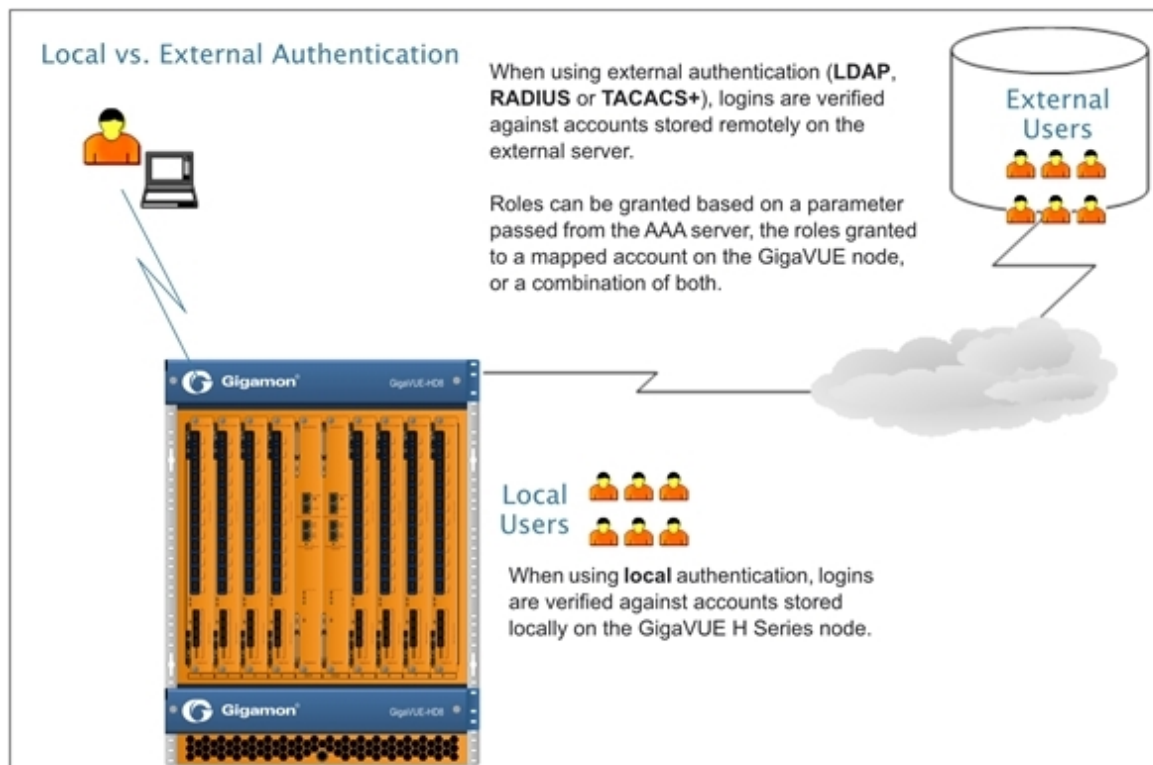 Local vs. External Authentication
When using external authentication (LDAP,
RADIUS or TACACS+), logins are verified
against accounts stored remotely on the
external server.
Roles can be granted based on a parameter
passed from the AAA server, the roles granted
to a mapped account on the GigaVUE node,
or a combination of both.
External
Users
Gigamon®
GigaVUE-HD8
Local
Users
When using local authentication, logins
are verified against accounts stored
locally on the GigaVUE H Series node.
Gigamon®
GigaVUE-HD8